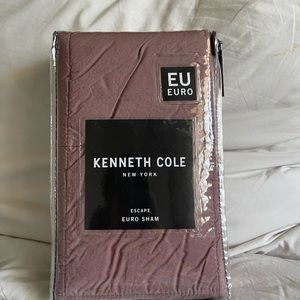 EU
EURO
KENNETH COLE
NEW YORK
ESCAPE
EURO SHAM